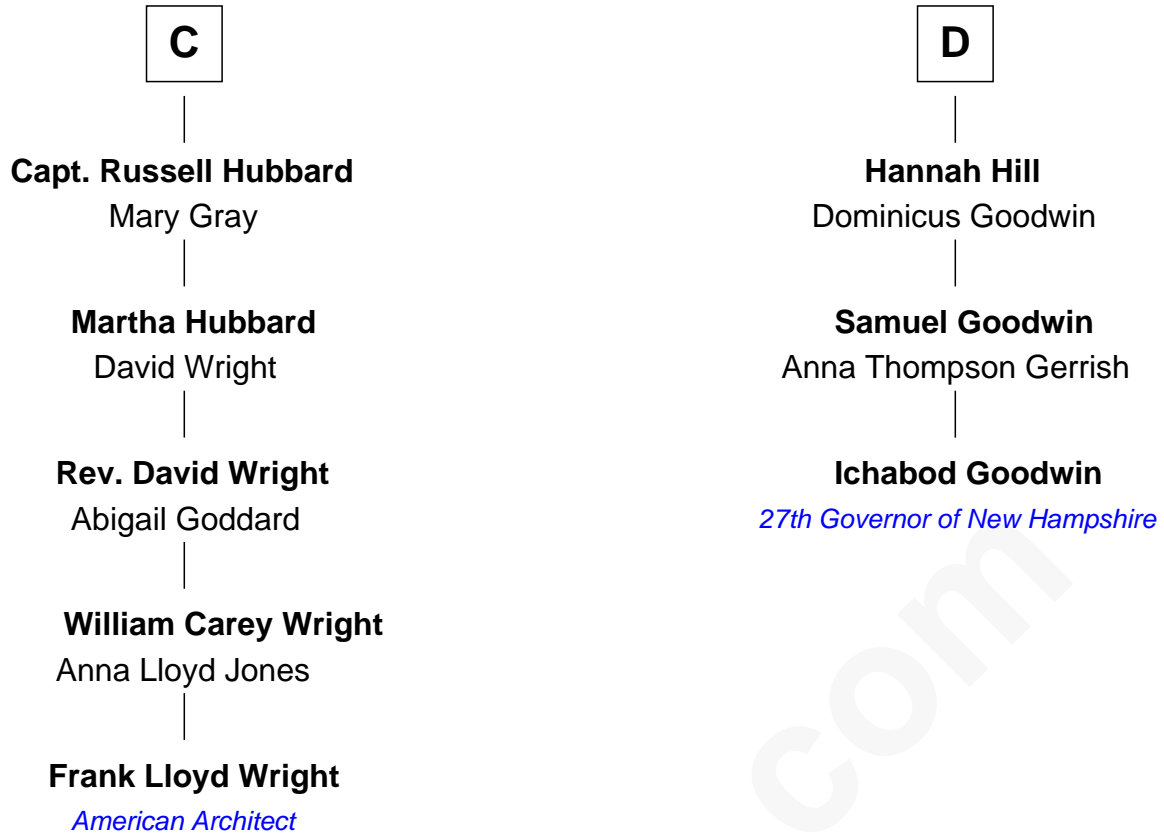 C
Capt. Russell Hubbard
Mary Gray
Martha Hubbard
David Wright
Rev. David Wright
Abigail Goddard
William Carey Wright
Anna Lloyd Jones
Frank Lloyd Wright
American Architect
D
Hannah Hill
Dominicus Goodwin
Samuel Goodwin
Anna Thompson Gerrish
Ichabod Goodwin
27th Governor of New Hampshire
com